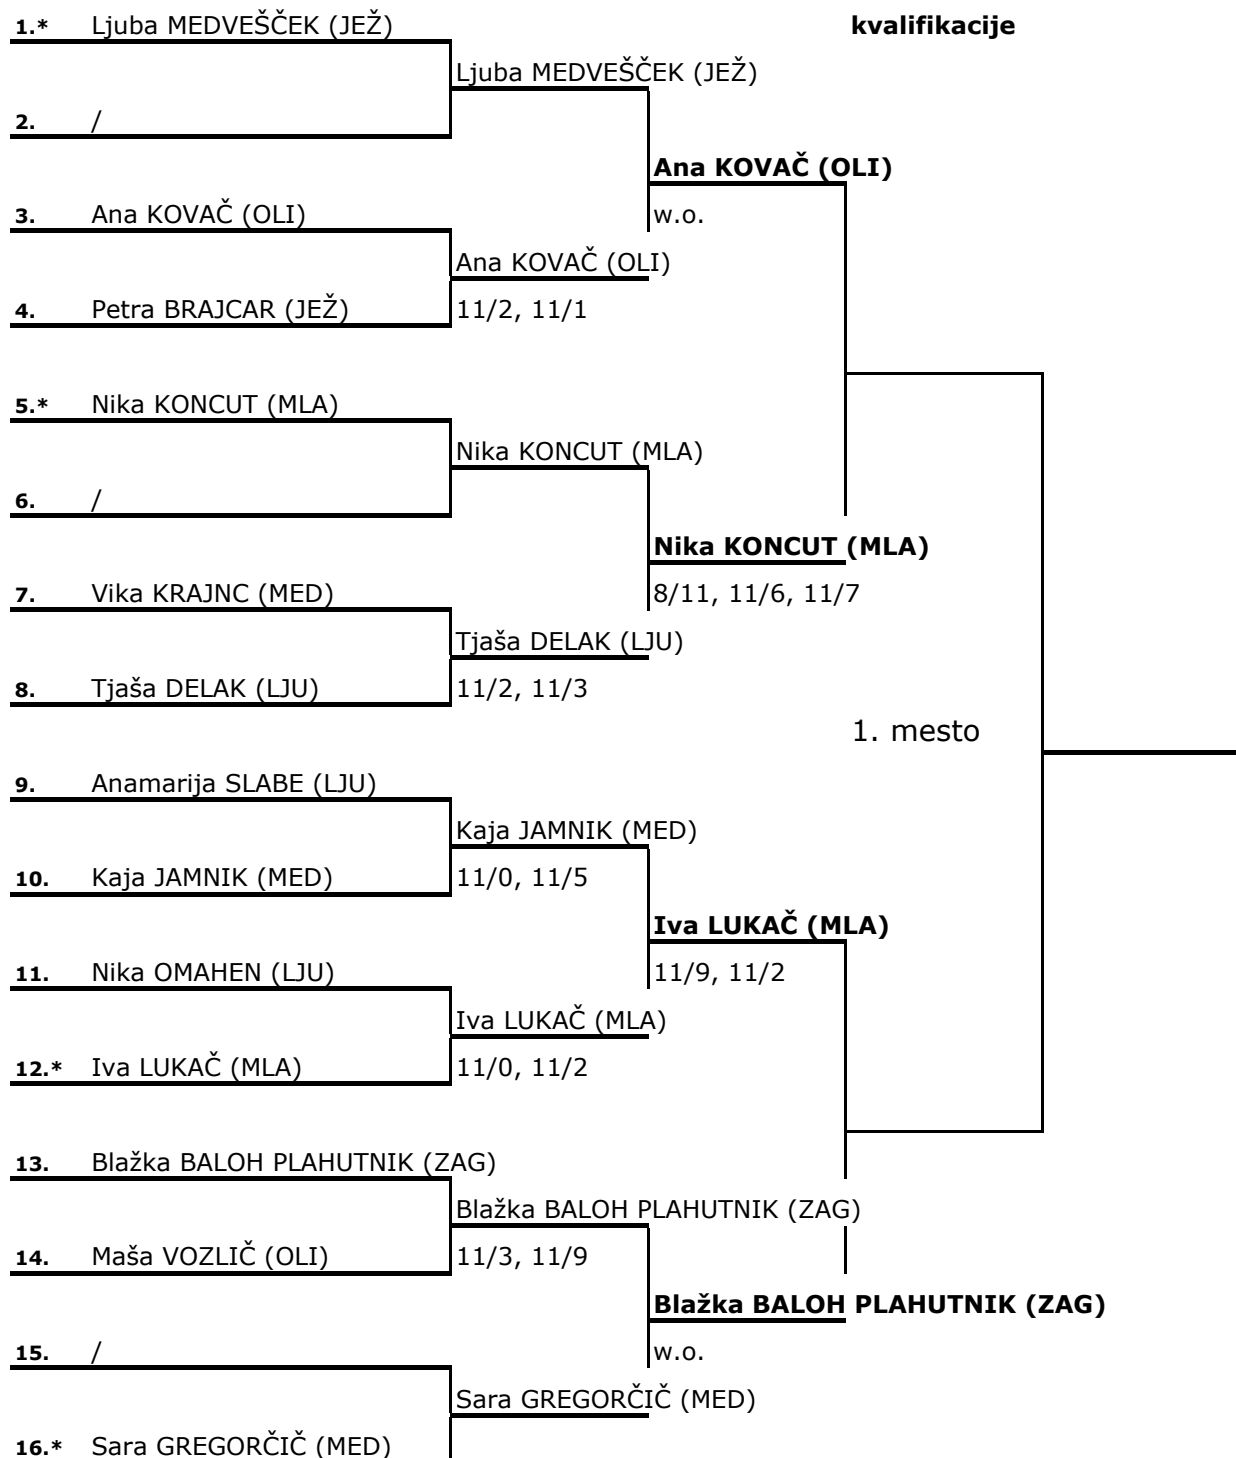 1.* Ljuba MEDVEŠČEK (JEŽ) kvalifikacije
Ljuba MEDVEŠČEK (JEŽ)
2. /
Ana KOVAČ (OLI)
3. Ana KOVAČ (OLI) w.o.
Ana KOVAČ (OLI)
4. Petra BRAJCAR (JEŽ) 11/2, 11/1
5.* Nika KONCUT (MLA)
Nika KONCUT (MLA)
6. /
Nika KONCUT (MLA)
7. Vika KRAJNC (MED) 8/11, 11/6, 11/7
Tjaša DELAK (LJU)
8. Tjaša DELAK (LJU) 11/2, 11/3
1. mesto
9. Anamarija SLABE (LJU)
Kaja JAMNIK (MED)
10. Kaja JAMNIK (MED) 11/0, 11/5
Iva LUKAČ (MLA)
11. Nika OMAHEN (LJU) 11/9, 11/2
Iva LUKAČ (MLA)
12.* Iva LUKAČ (MLA) 11/0, 11/2
13. Blažka BALOH PLAHUTNIK (ZAG)
Blažka BALOH PLAHUTNIK (ZAG)
14. Maša VOZLIČ (OLI) 11/3, 11/9
Blažka BALOH PLAHUTNIK (ZAG)
15. / w.o.
Sara GREGORČIČ (MED)
16.* Sara GREGORČIČ (MED)